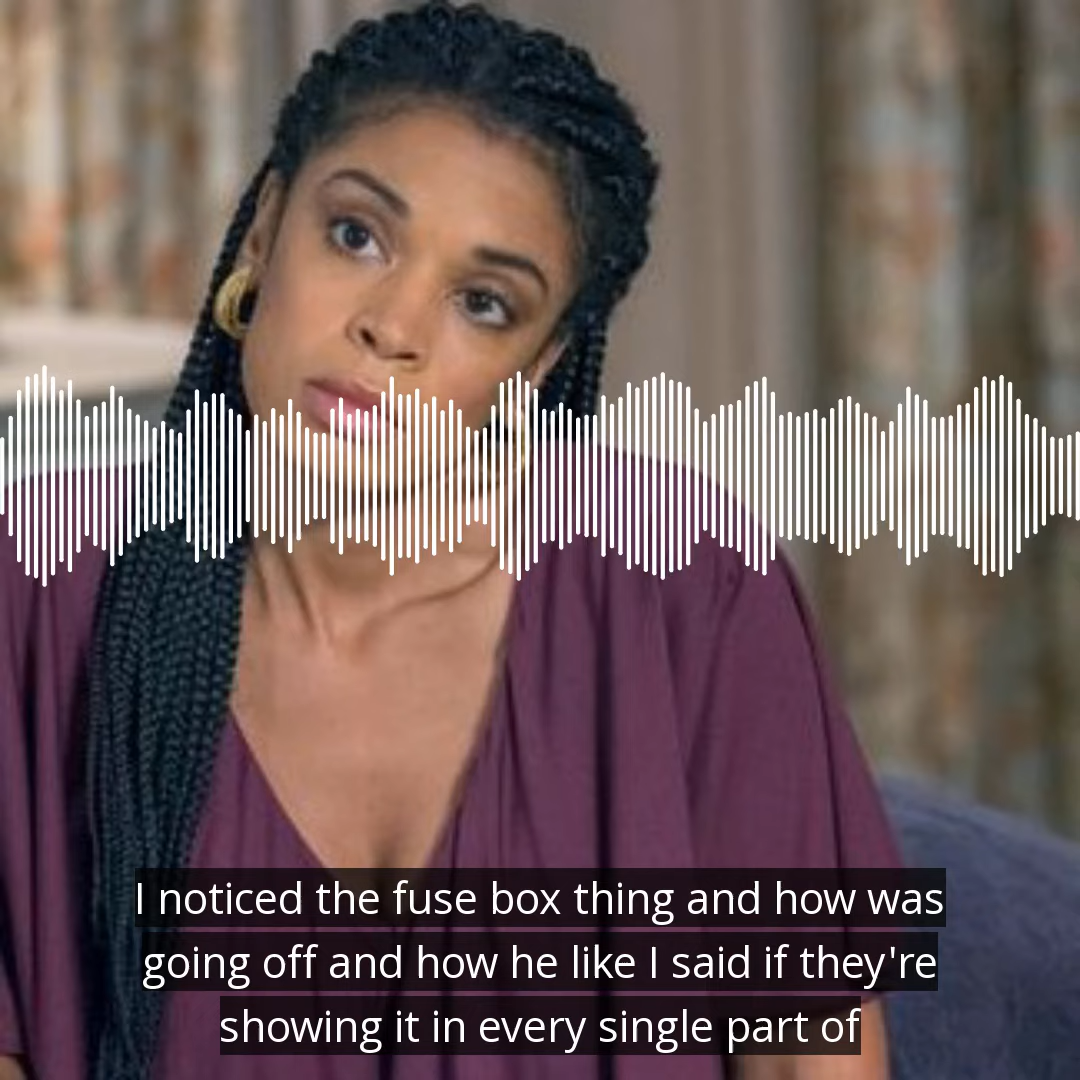 I noticed the fuse box thing and how was
going off and how he like I said if they're
showing it in every single part of